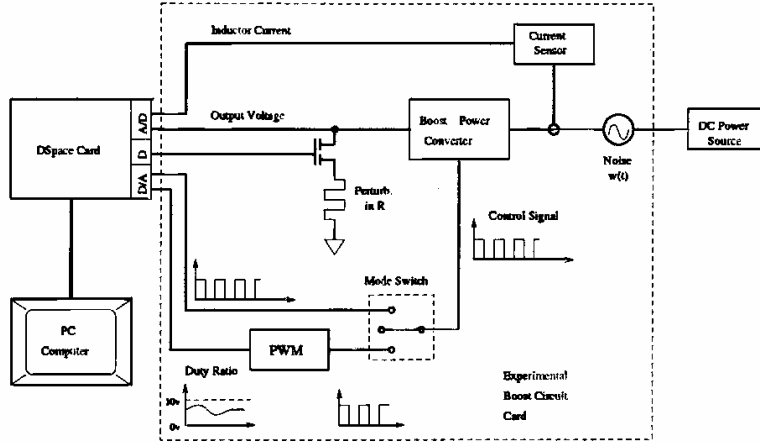 Inductor Current
Current
Sensor
A/D
Output Voltage
Boost Power
Converter
DC Power
Source
DSpace Card
D
Noise
w(t)
D/A
Perturb.
in R
Control Signal
Mode Switch
PC
Computer
PWM
Duty Ratio
10v
0v
Experimental
Boost Circuit
Card